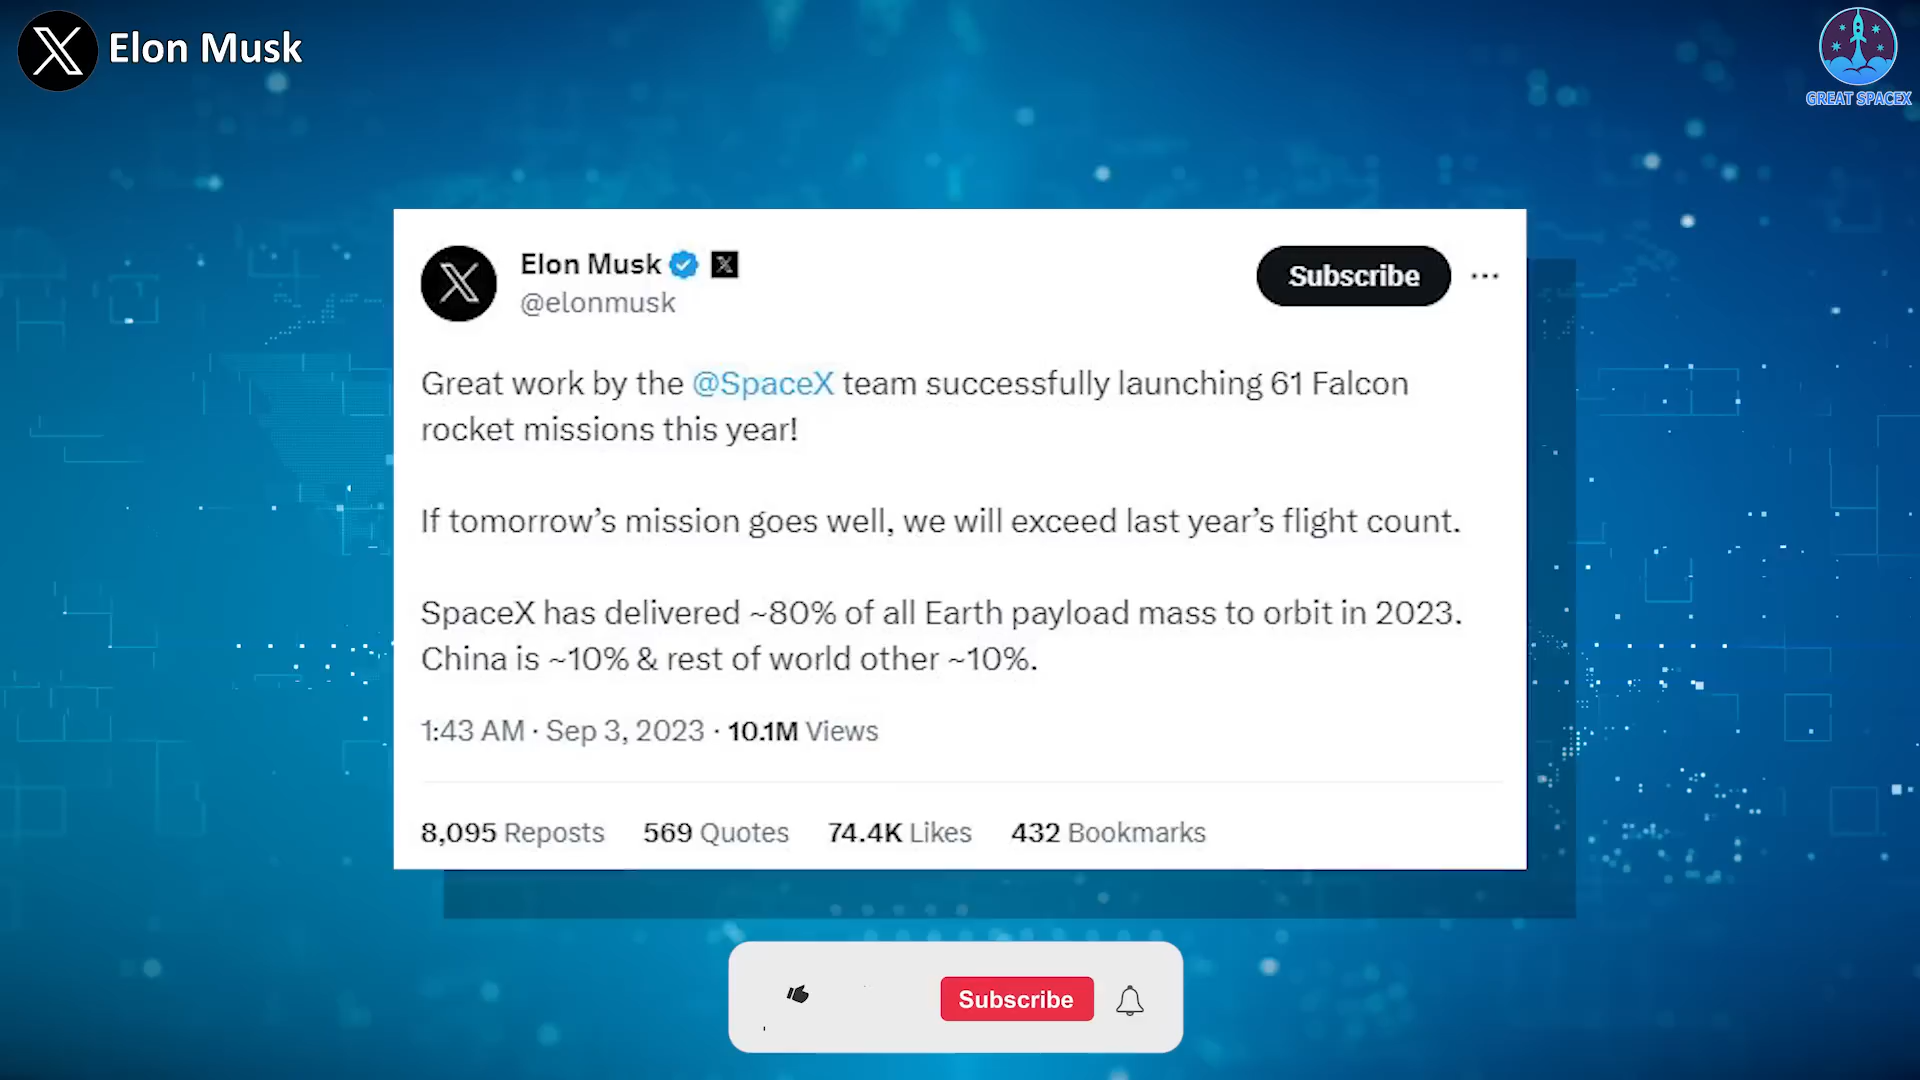 Elon Musk
GREAT SPACEX
Elon Musk
@elonmusk
Subscribe
Great work by the @SpaceX team successfully launching 61 Falcon
rocket missions this year!
If tomorrow’s mission goes well, we will exceed last year’s flight count.
SpaceX has delivered ~80% of all Earth payload mass to orbit in 2023.
China is ~10% & rest of world other ~10%.
1:43 AM · Sep 3, 2023 · 10.1M Views
8,095 Reposts 569 Quotes 74.4K Likes 432 Bookmarks
Subscribe